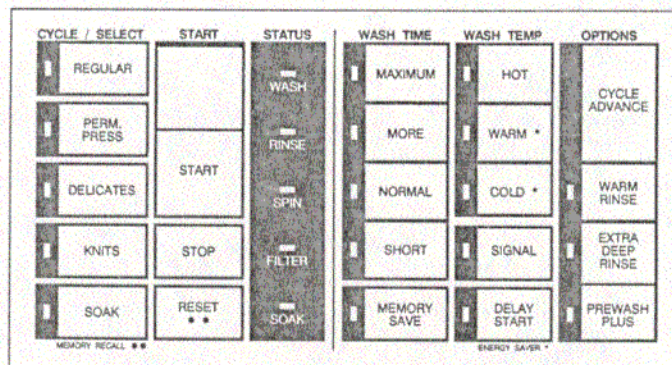 CYCLE / SELECT
START
STATUS
WASH TIME
WASH TEMP
OPTIONS
REGULAR
WASH
MAXIMUM
HOT
CYCLE
ADVANCE
PERM.
PRESS
RINSE
MORE
WARM *
DELICATES
START
SPIN
NORMAL
COLD *
WARM
RINSE
KNITS
STOP
FILTER
SHORT
SIGNAL
EXTRA
DEEP
RINSE
SOAK
RESET
● ●
SOAK
MEMORY
SAVE
DELAY
START
PREWASH
PLUS
MEMORY RECALL ● ●
ENERGY SAVER *